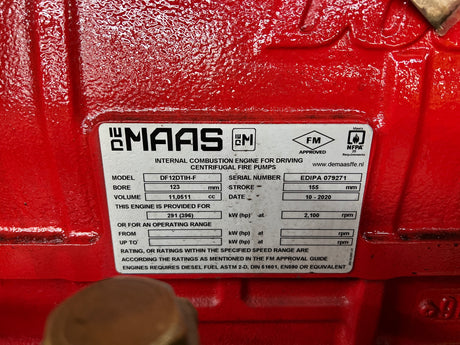 DE MAAS DE M FM APPROVED Meets NFPA 20 Requirements
www.demaasffe.nl
INTERNAL COMBUSTION ENGINE FOR DRIVING
CENTRIFUGAL FIRE PUMPS
MODEL DF12DTIH-F SERIAL NUMBER EDIPA 079271
BORE 123 mm STROKE 155 mm
VOLUME 11,0511 cc DATE 10 - 2020
THIS ENGINE IS PROVIDED FOR
291 (396) kW (hp) at 2,100 rpm
OR FOR AN OPERATING RANGE
FROM - kW (hp) at - rpm
UP TO - kW (hp) at - rpm
RATING, OR RATINGS WITHIN THE SPECIFIED SPEED RANGE ARE
ACCORDING THE RATINGS AS MENTIONED IN THE FM APPROVAL GUIDE
ENGINES REQUIRES DIESEL FUEL ASTM 2-D, DIN 51601, EN590 OR EQUIVALENT